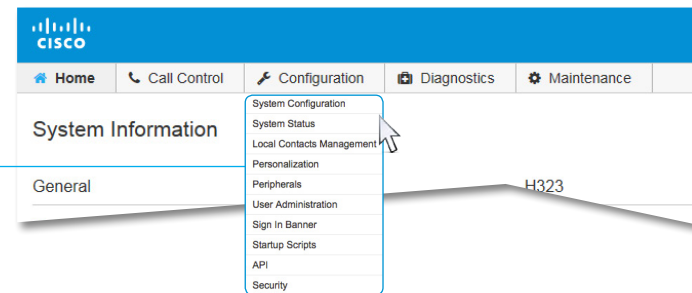 CISCO
Home Call Control Configuration Diagnostics Maintenance
System Information
System Configuration
System Status
Local Contacts Management
Personalization
Peripherals
User Administration
Sign In Banner
Startup Scripts
API
Security
General H323